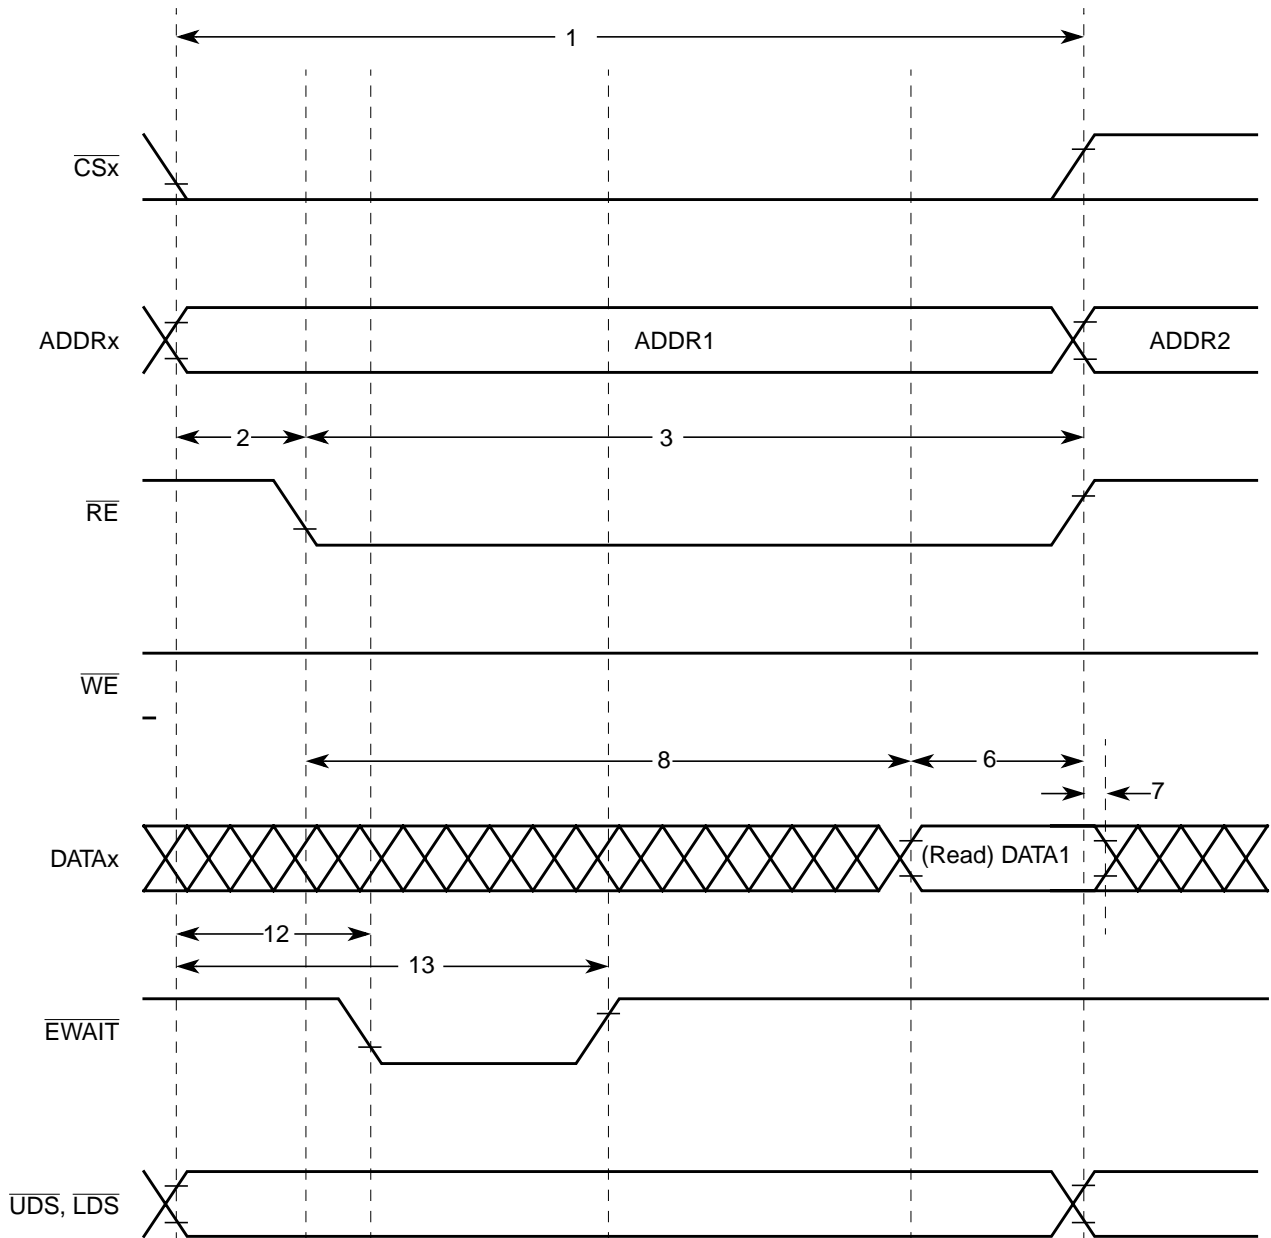 1
CSx
ADDRx
ADDR1
ADDR2
2
3
RE
WE
8
6
7
DATAx
(Read) DATA1
12
13
EWAIT
UDS, LDS